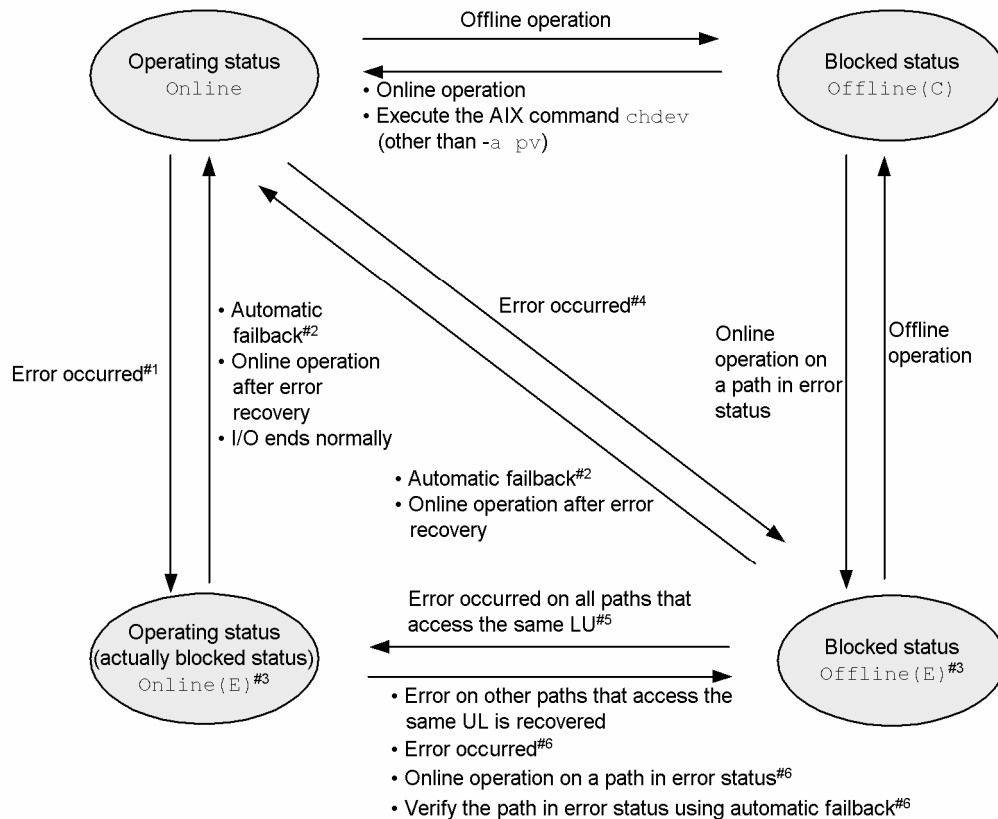 Offline operation
Operating status
Online
Blocked status
Offline(C)
• Online operation
• Execute the AIX command chdev
(other than -a pv)
Error occurred#1
• Automatic
failback#2
• Online operation
after error
recovery
• I/O ends normally
Error occurred#4
• Automatic failback#2
• Online operation after error
recovery
Online
operation on
a path in error
status
Offline
operation
Operating status
(actually blocked status)
Online(E)#3
Error occurred on all paths that
access the same LU#5
Blocked status
Offline(E)#3
• Error on other paths that access the
same UL is recovered
• Error occurred#6
• Online operation on a path in error status#6
• Verify the path in error status using automatic failback#6